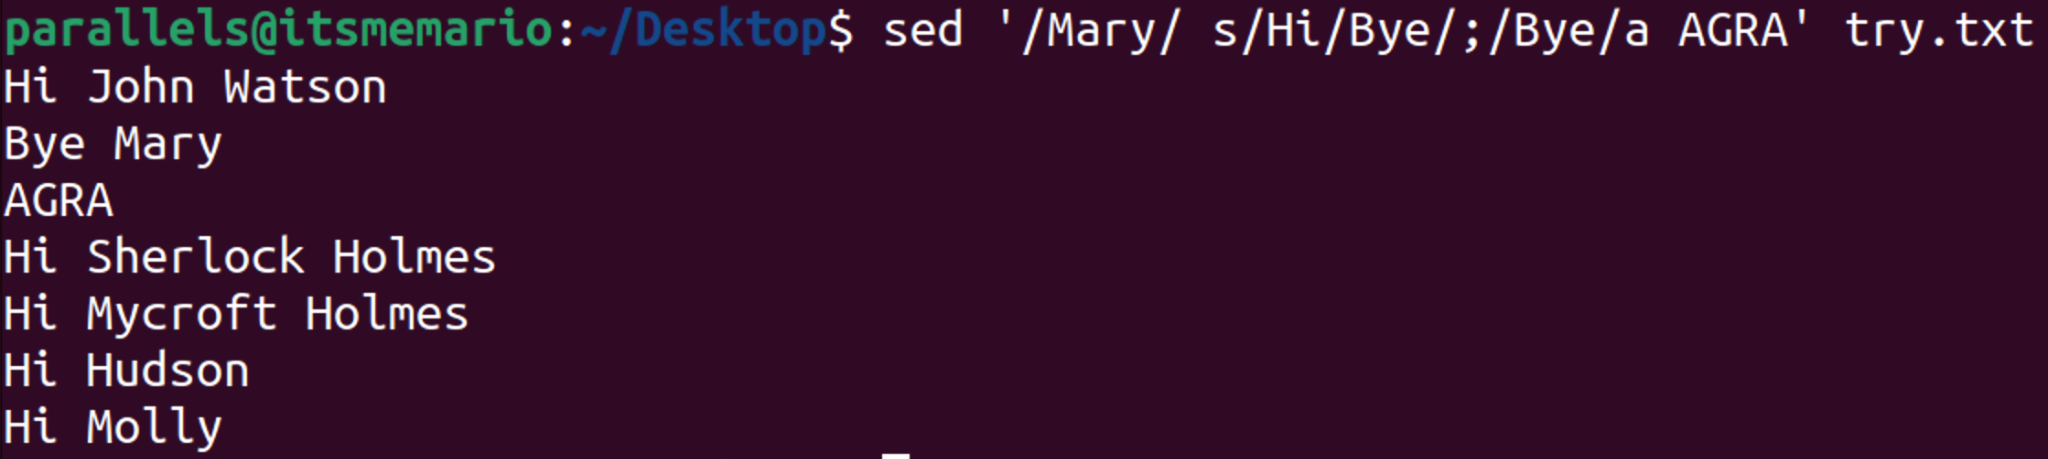 parallels@itsmemario:~/Desktop$ sed '/Mary/ s/Hi/Bye/;/Bye/a AGRA' try.txt
Hi John Watson
Bye Mary
AGRA
Hi Sherlock Holmes
Hi Mycroft Holmes
Hi Hudson
Hi Molly